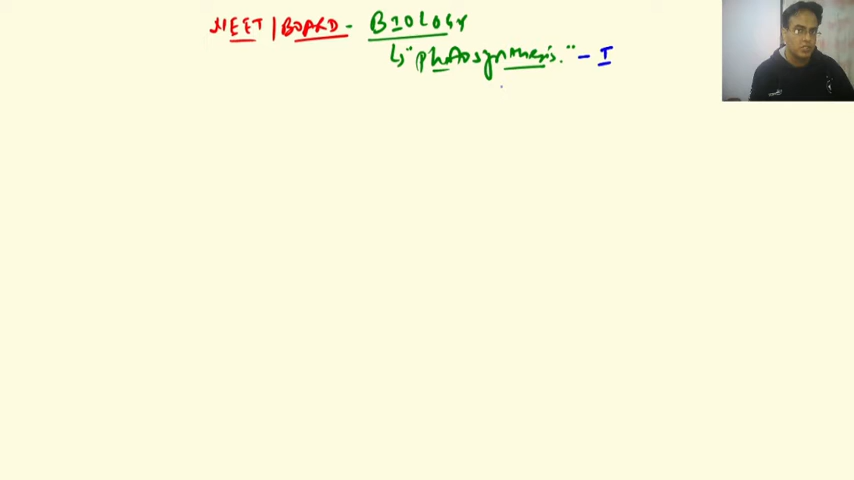 NEET | BOARD - BIOLOGY
↳ "photosynthesis." - I